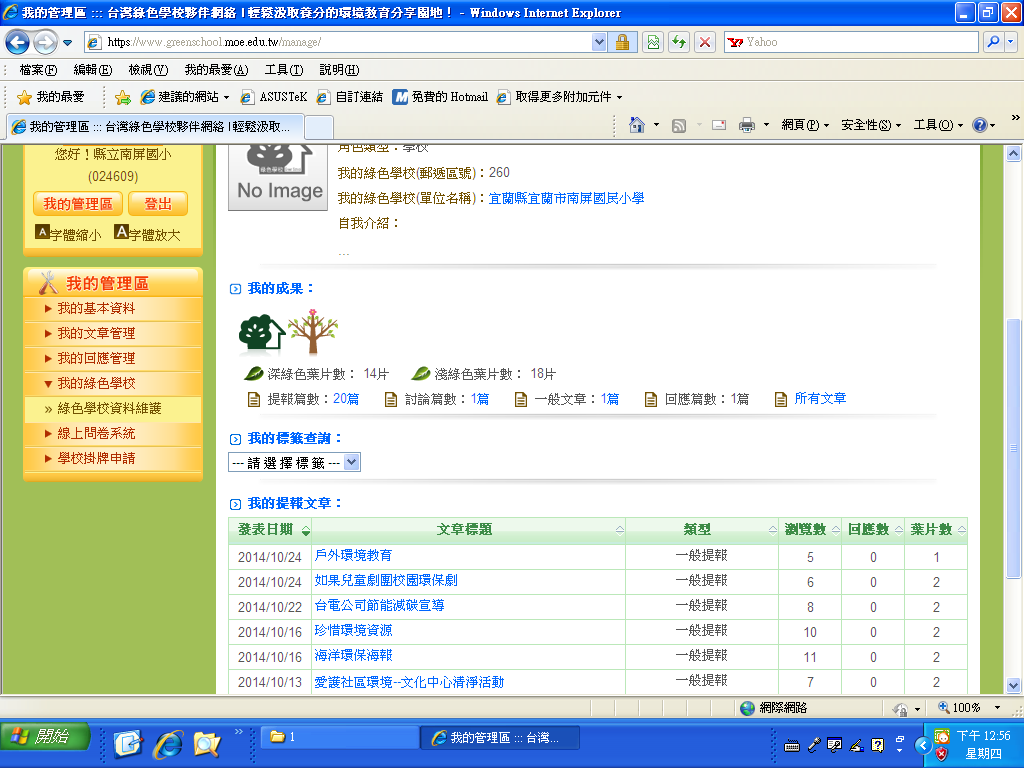 我的管理區 ::: 台灣綠色學校夥伴網絡 | 輕鬆汲取養分的環境教育分享園地！ - Windows Internet Explorer
https://www.greenschool.moe.edu.tw/manage/
Yahoo
檔案(F) 編輯(E) 檢視(V) 我的最愛(A) 工具(T) 說明(H)
我的最愛 建議的網站 ASUSTeK 自訂連結 免費的 Hotmail 取得更多附加元件
我的管理區 ::: 台灣綠色學校夥伴網絡 | 輕鬆汲取... 網頁(P) 安全性(S) 工具(O) »
您好！縣立南屏國小
(024609)
我的管理區 登出
A字體縮小 A字體放大
我的管理區
我的基本資料
我的文章管理
我的回應管理
我的綠色學校
» 綠色學校資料維護
線上問卷系統
學校掛牌申請
綠色學校
No Image
角色類型：學校
我的綠色學校(郵遞區號)：260
我的綠色學校(單位名稱)：宜蘭縣宜蘭市南屏國民小學
自我介紹：
...
我的成果：
深綠色葉片數： 14片 淺綠色葉片數： 18片
提報篇數：20篇 討論篇數：1篇 一般文章：1篇 回應篇數：1篇 所有文章
我的標籤查詢：
--- 請 選 擇 標 籤 ---
我的提報文章：
發表日期 文章標題 類型 瀏覽數 回應數 葉片數
2014/10/24 戶外環境教育 一般提報 5 0 1
2014/10/24 如果兒童劇團校園環保劇 一般提報 6 0 2
2014/10/22 台電公司節能減碳宣導 一般提報 8 0 2
2014/10/16 珍惜環境資源 一般提報 10 0 2
2014/10/16 海洋環保海報 一般提報 11 0 2
2014/10/13 愛護社區環境--文化中心清淨活動 一般提報 7 0 2
網際網路 100%
開始 » 1 我的管理區 ::: 台灣... 下午 12:56
星期四